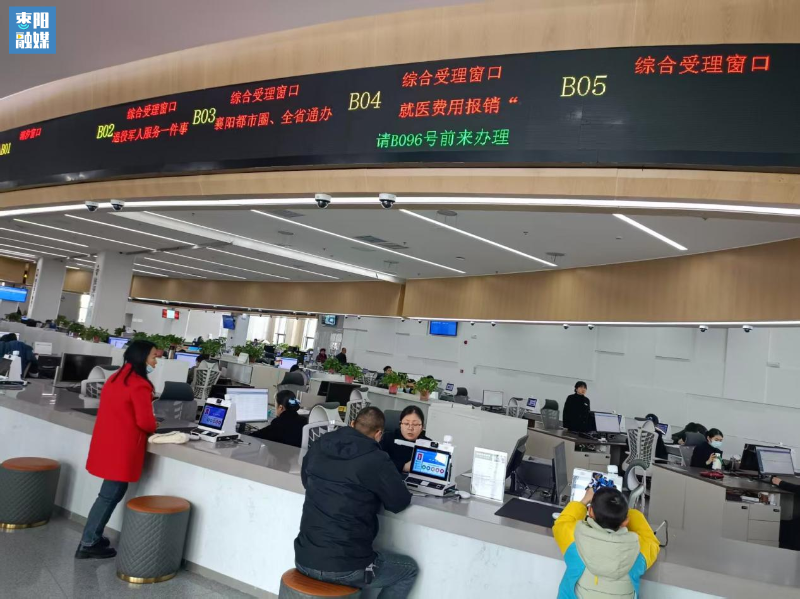 枣阳
融媒
B01
B02
综合受理窗口
退役军人服务一件事
B03
综合受理窗口
襄阳都市圈、全省通办
B04
综合受理窗口
就医费用报销“
请B096号前来办理
B05
综合受理窗口